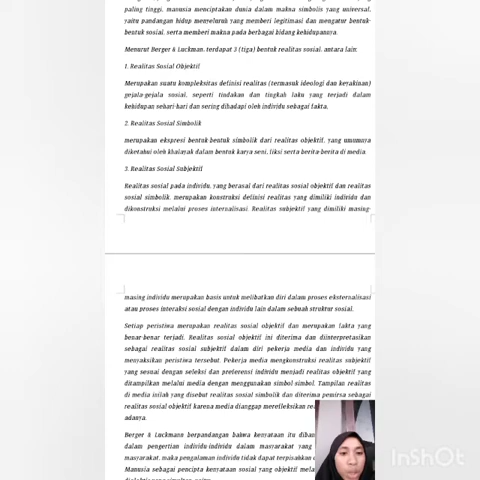 paling tinggi, manusia menciptakan dunia dalam makna simbolis yang universal,
yaitu pandangan hidup menyeluruh yang memberi legitimasi dan mengatur bentuk-
bentuk sosial, serta memberi makna pada berbagai bidang kehidupannya.
Menurut Berger & Luckman, terdapat 3 (tiga) bentuk realitas sosial, antara lain:
1. Realitas Sosial Objektif
Merupakan suatu kompleksitas definisi realitas (termasuk ideologi dan keyakinan)
gejala-gejala sosial, seperti tindakan dan tingkah laku yang terjadi dalam
kehidupan sehari-hari dan sering dihadapi oleh individu sebagai fakta.
2. Realitas Sosial Simbolik
merupakan ekspresi bentuk-bentuk simbolik dari realitas objektif, yang umumnya
diketahui oleh khalayak dalam bentuk karya seni, fiksi serta berita-berita di media.
3. Realitas Sosial Subjektif
Realitas sosial pada individu, yang berasal dari realitas sosial objektif dan realitas
sosial simbolik, merupakan konstruksi definisi realitas yang dimiliki individu dan
dikonstruksi melalui proses internalisasi. Realitas subjektif yang dimiliki masing-
masing individu merupakan basis untuk melibatkan diri dalam proses eksternalisasi
atau proses interaksi sosial dengan individu lain dalam sebuah struktur sosial.
Setiap peristiwa merupakan realitas sosial objektif dan merupakan fakta yang
benar-benar terjadi. Realitas sosial objektif ini diterima dan diinterpretasikan
sebagai realitas sosial subjektif dalam diri pekerja media dan individu yang
menyaksikan peristiwa tersebut. Pekerja media mengkonstruksi realitas subjektif
yang sesuai dengan seleksi dan preferensi individu menjadi realitas objektif yang
ditampilkan melalui media dengan menggunakan simbol-simbol. Tampilan realitas
di media inilah yang disebut realitas sosial simbolik dan diterima pemirsa sebagai
realitas sosial objektif karena media dianggap merefleksikan
adanya.
Berger & Luckmann berpandangan bahwa kenyataan itu
dalam pengertian individu-individu dalam masyarakat yang
masyarakat, maka pengalaman individu tidak dapat terpisahkan
Manusia sebagai pencipta kenyataan sosial yang objektif
InShOt